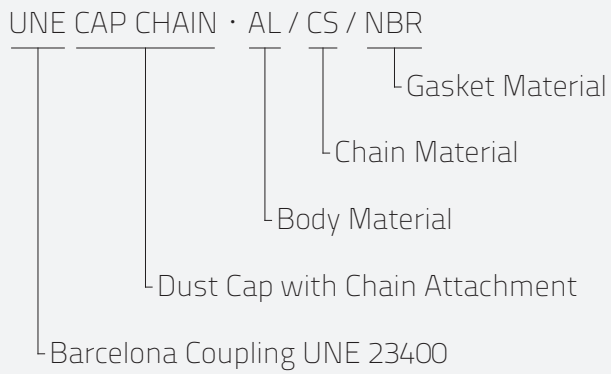 UNE CAP CHAIN · AL / CS / NBR
Gasket Material
Chain Material
Body Material
Dust Cap with Chain Attachment
Barcelona Coupling UNE 23400